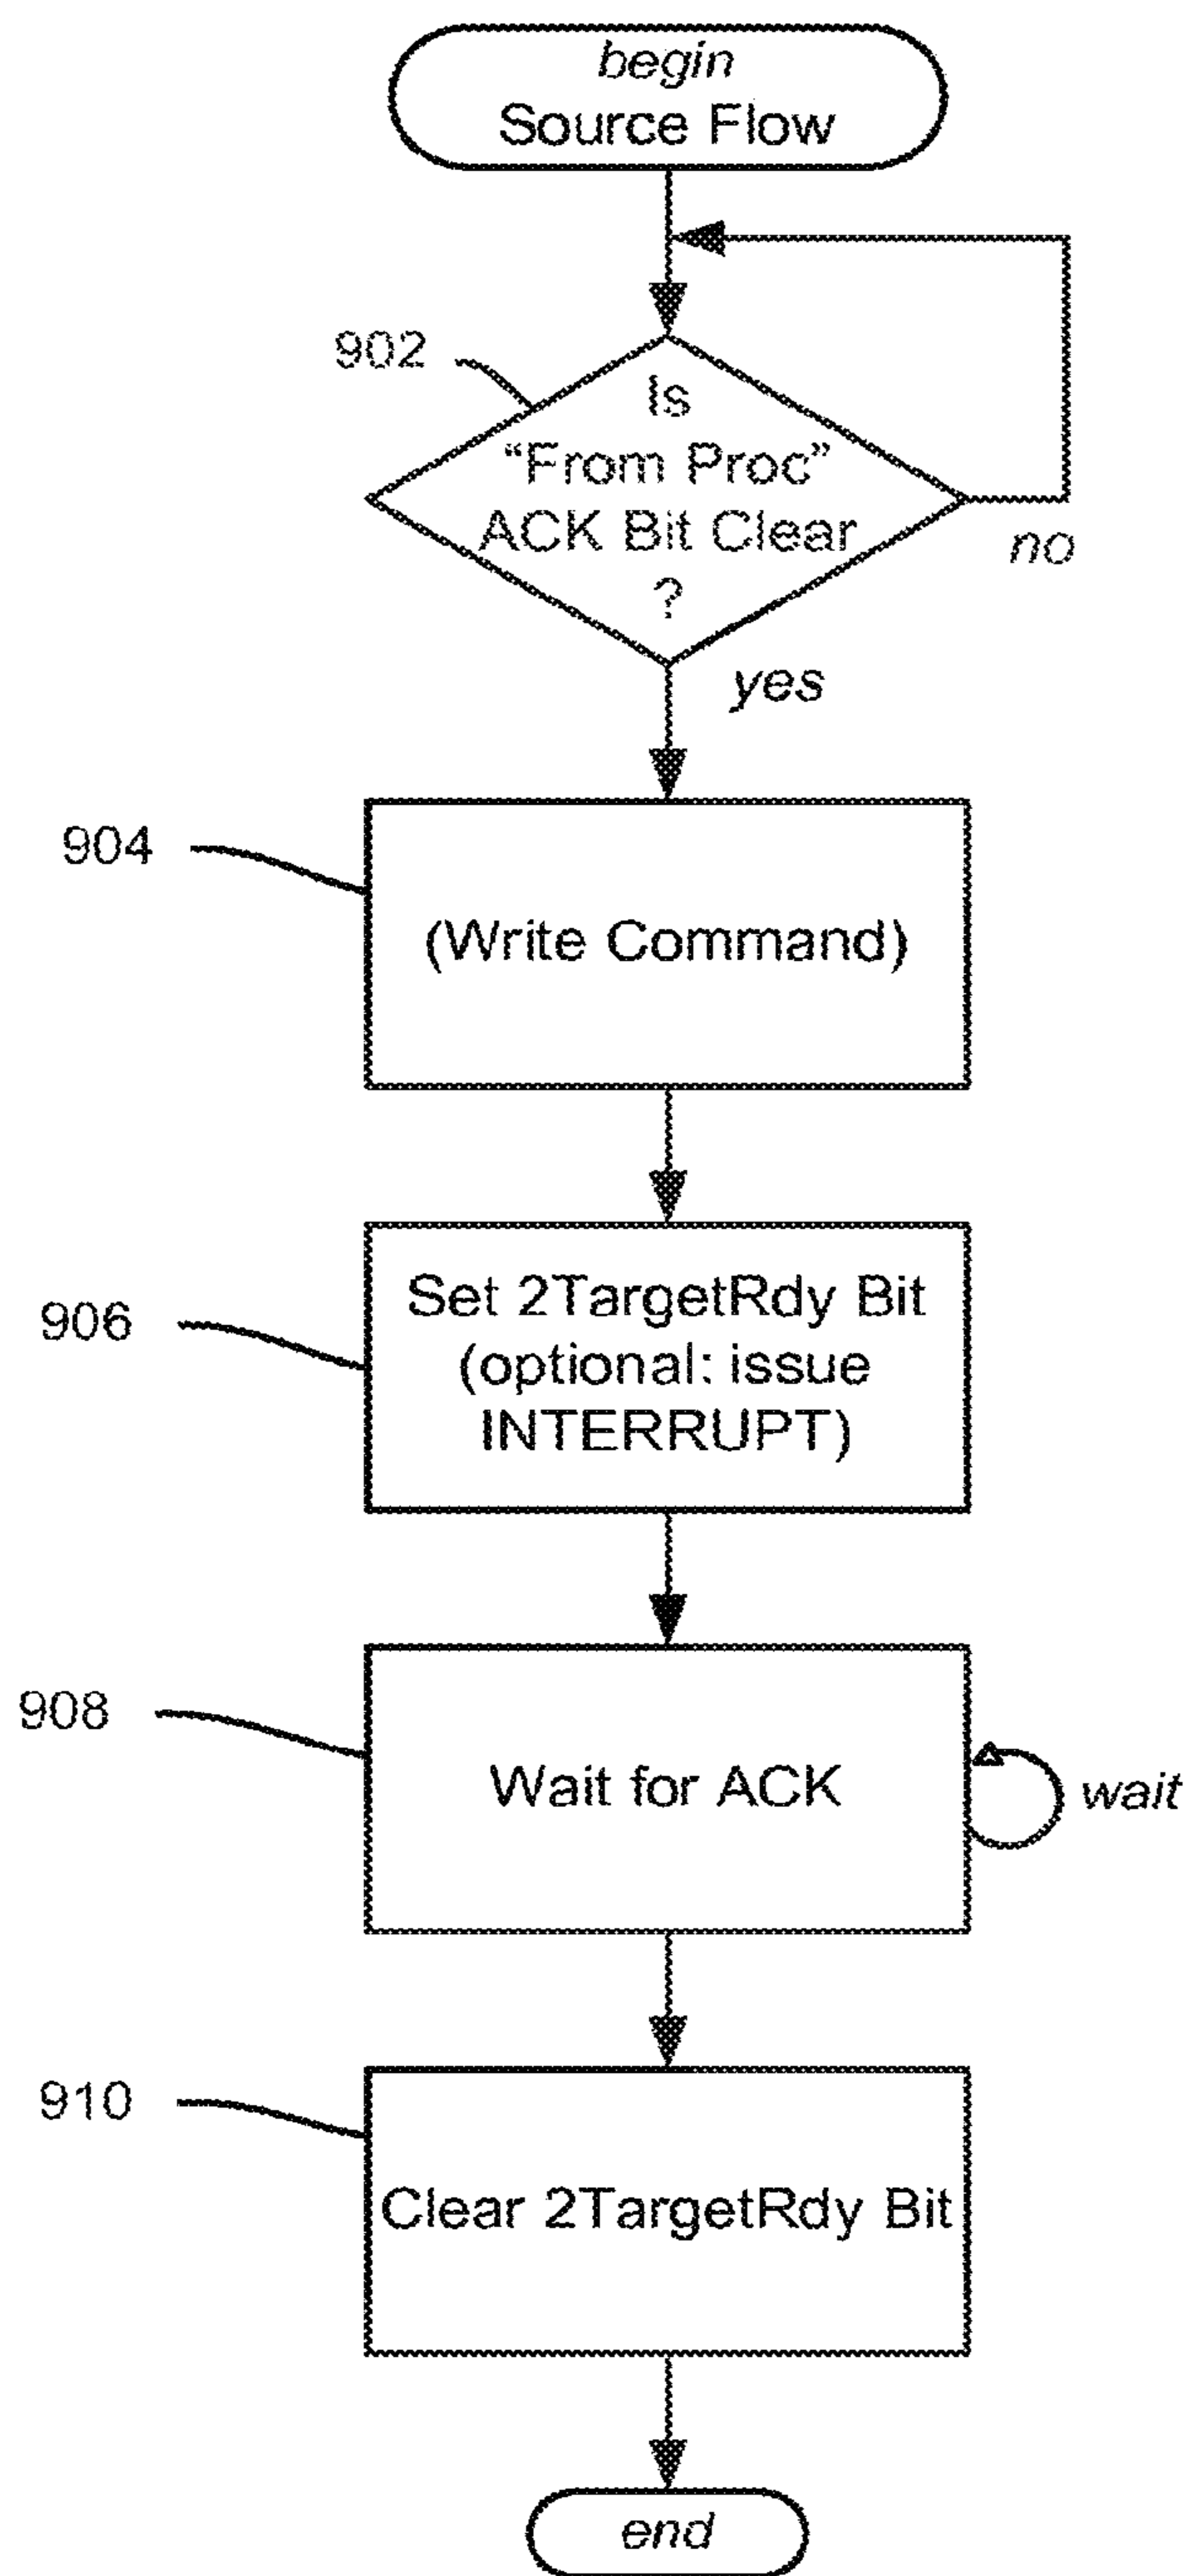 begin
Source Flow
902
Is
“From Proc”
ACK Bit Clear
?
no
yes
904
(Write Command)
906
Set 2TargetRdy Bit
(optional: issue
INTERRUPT)
908
Wait for ACK
wait
910
Clear 2TargetRdy Bit
end